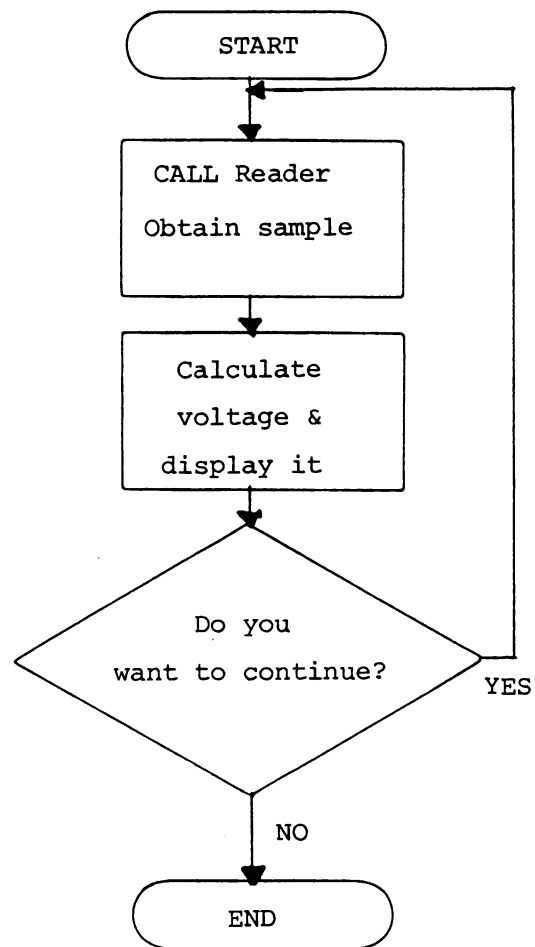 START
CALL Reader
Obtain sample
Calculate
voltage &
display it
Do you
want to continue?
YES
NO
END